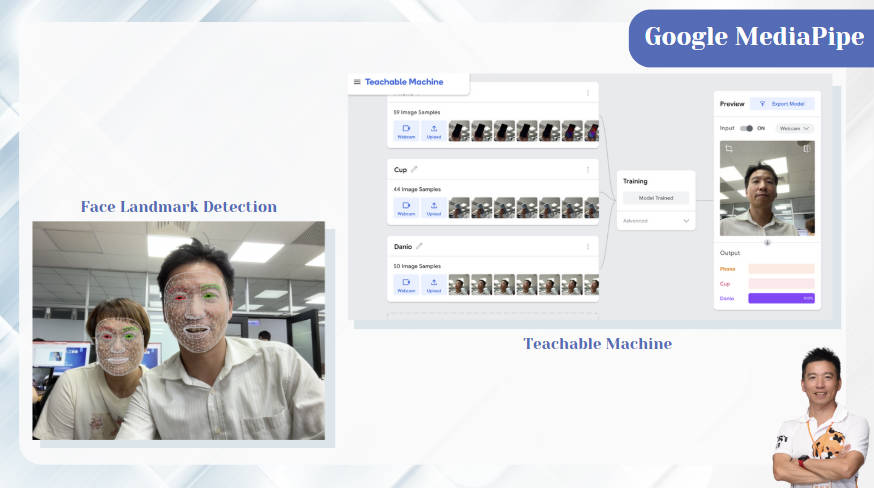 Google MediaPipe
Teachable Machine
59 Image Samples
Webcam
Upload
Cup
44 Image Samples
Webcam
Upload
Danio
50 Image Samples
Webcam
Upload
Training
Model Trained
Advanced
Preview
Export Model
Input
ON
Webcam
Output
Phone
Cup
Danio
Face Landmark Detection
Teachable Machine